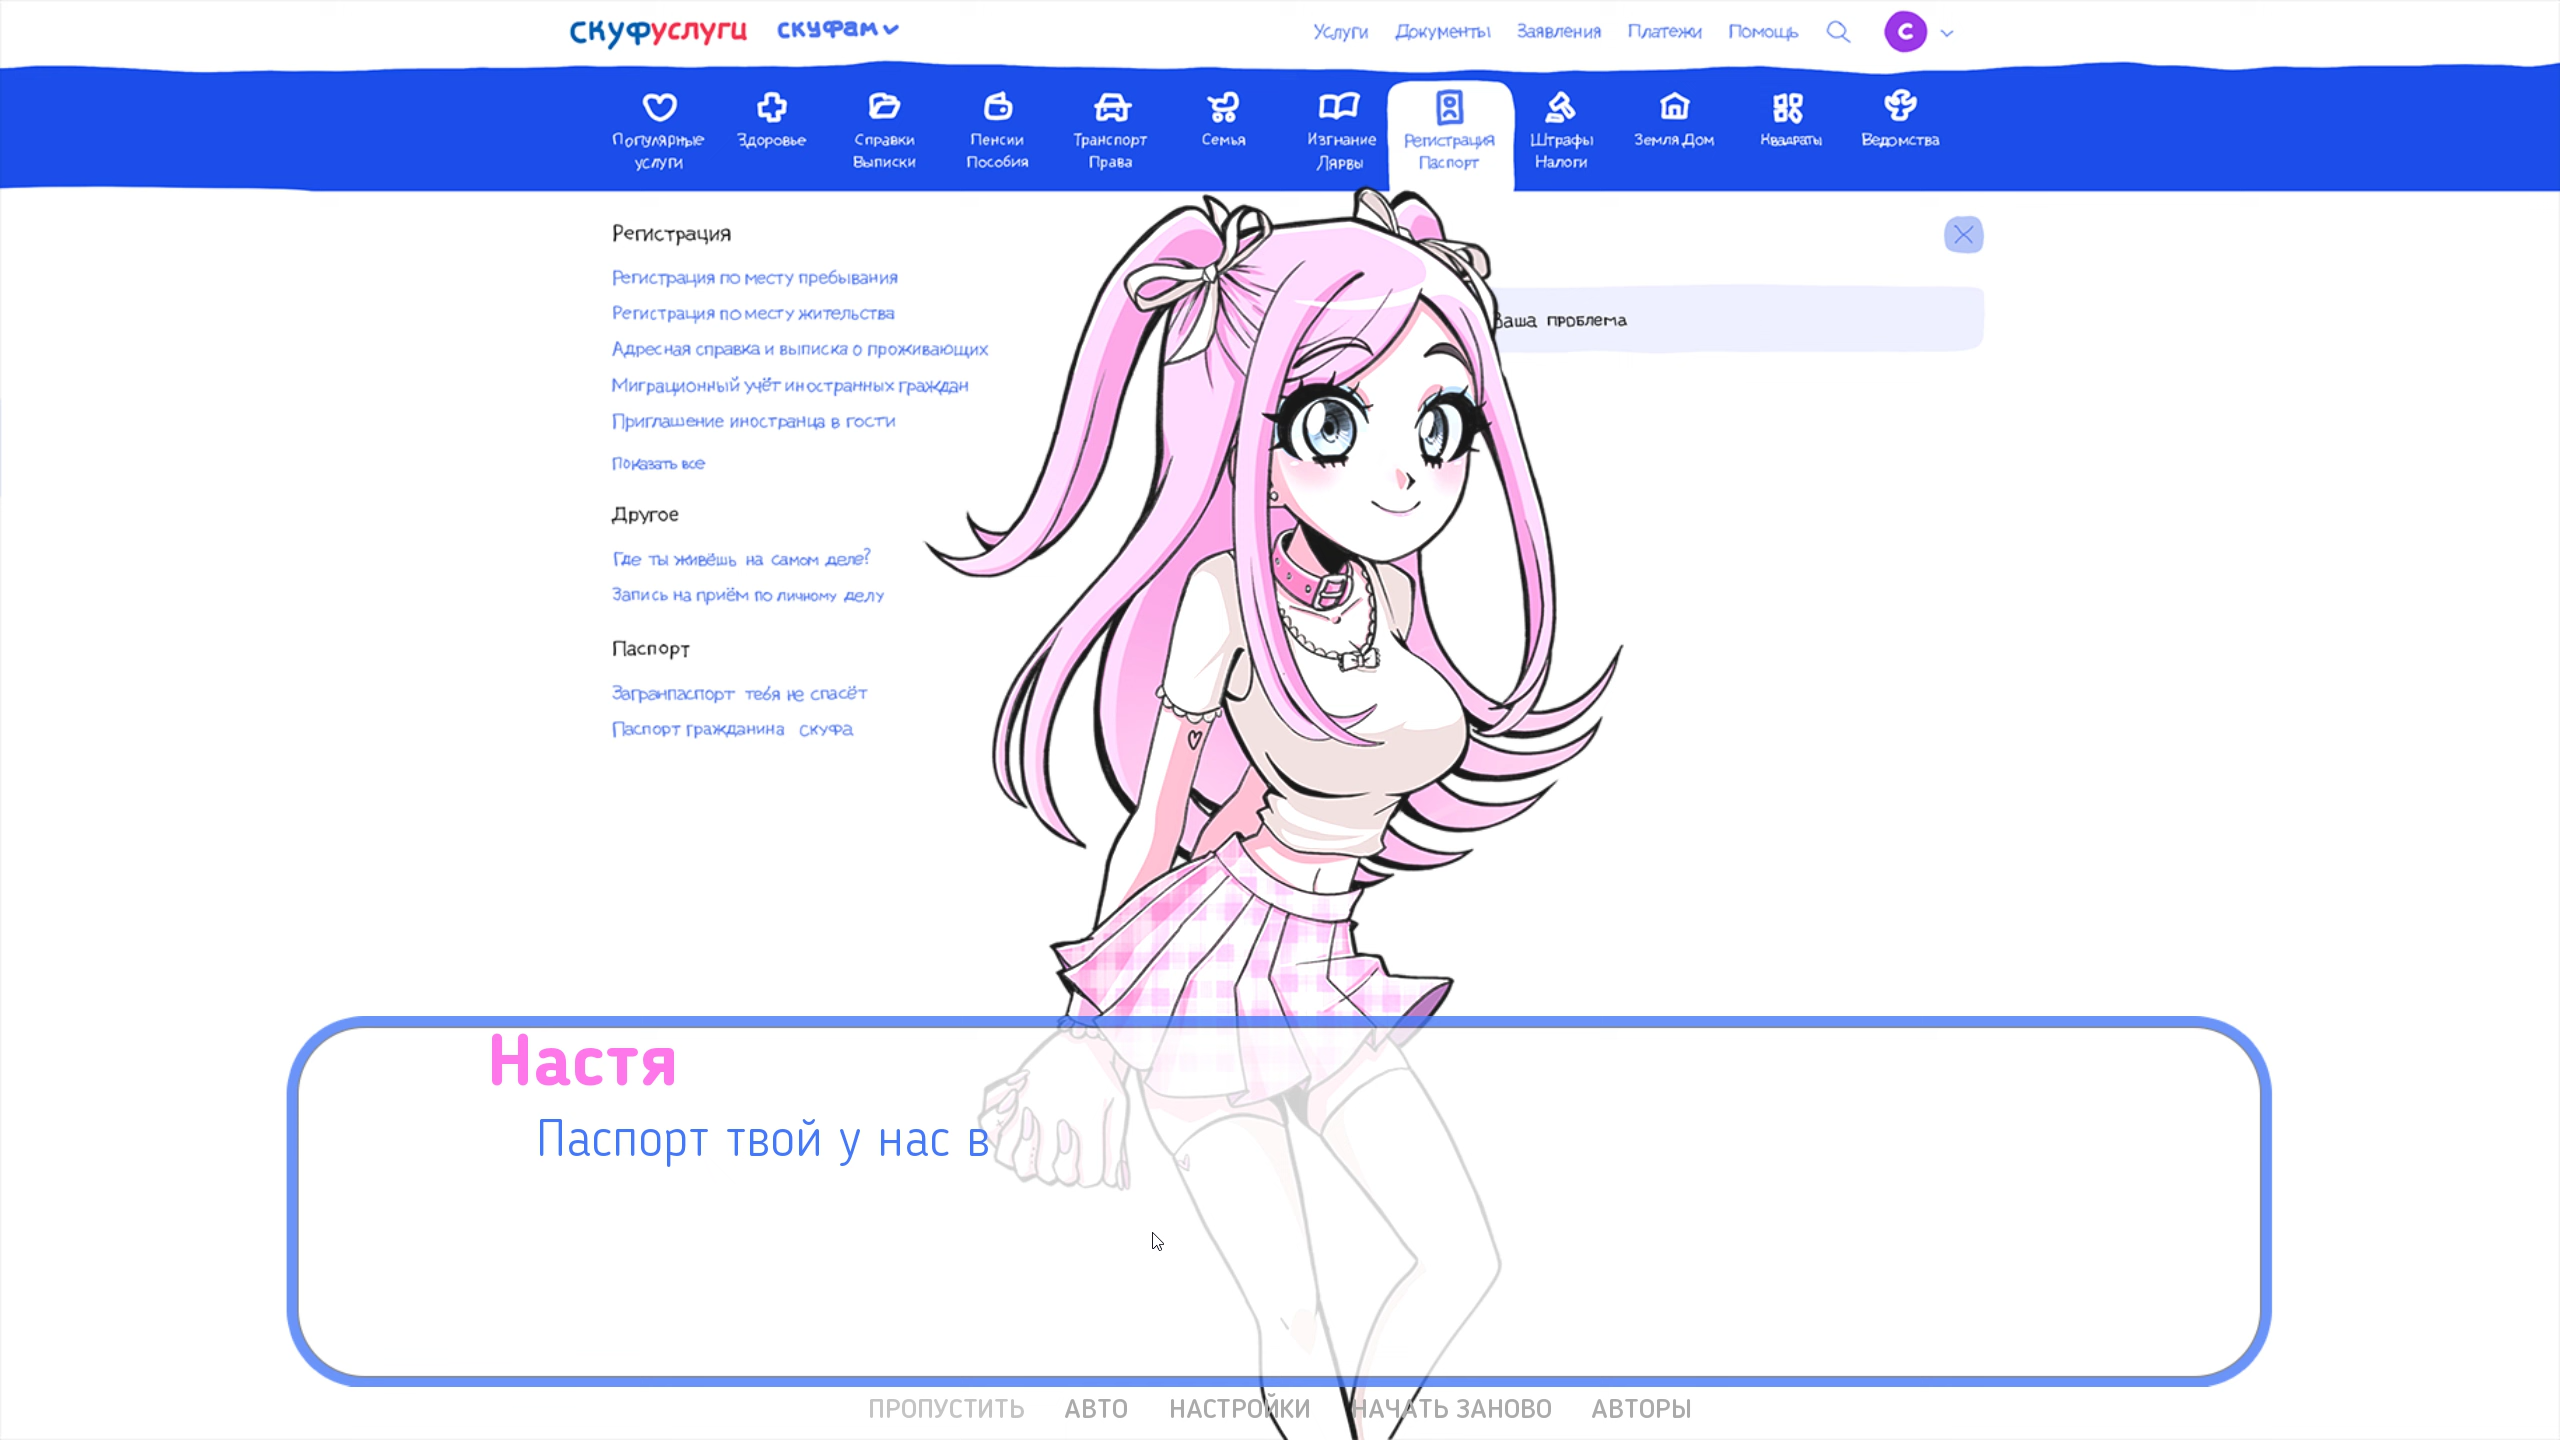 скуфуслуги скуфам
Услуги Документы Заявления Платежи Помощь С
Популярные услуги
Здоровье
Справки Выписки
Пенсии Пособия
Транспорт Права
Семья
Изгнание Лярвы
Регистрация Паспорт
Штрафы Налоги
Земля Дом
Квадраты
Ведомства
Регистрация
Регистрация по месту пребывания
Регистрация по месту жительства
Адресная справка и выписка о проживающих
Миграционный учёт иностранных граждан
Приглашение иностранца в гости
Показать все
Другое
Где ты живёшь на самом деле?
Запись на приём по личному делу
Паспорт
Загранпаспорт тебя не спасёт
Паспорт гражданина скуфа
Ваша проблема
Настя
Паспорт твой у нас в
ПРОПУСТИТЬ АВТО НАСТРОЙКИ НАЧАТЬ ЗАНОВО АВТОРЫ